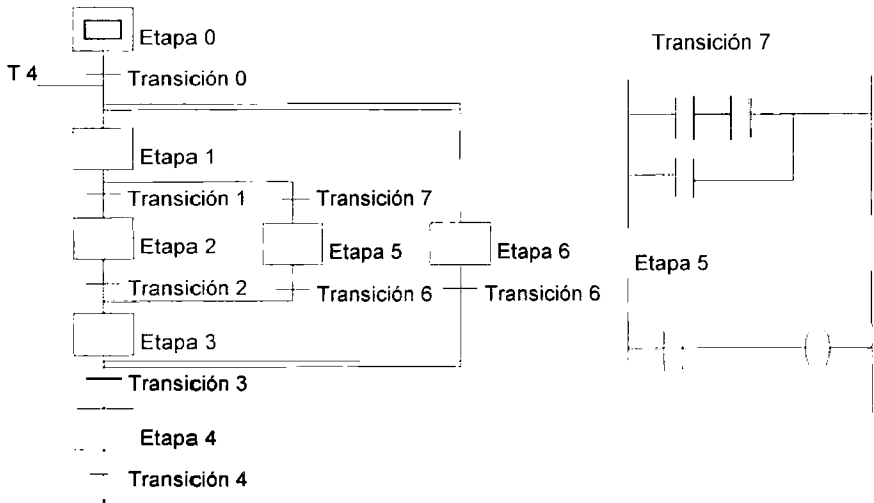 Etapa 0
T 4
Transición 0
Etapa 1
Transición 1
Transición 7
Etapa 2
Etapa 5
Etapa 6
Transición 2
Transición 6
Transición 6
Etapa 3
Transición 3
Etapa 4
Transición 4
Transición 7
Etapa 5